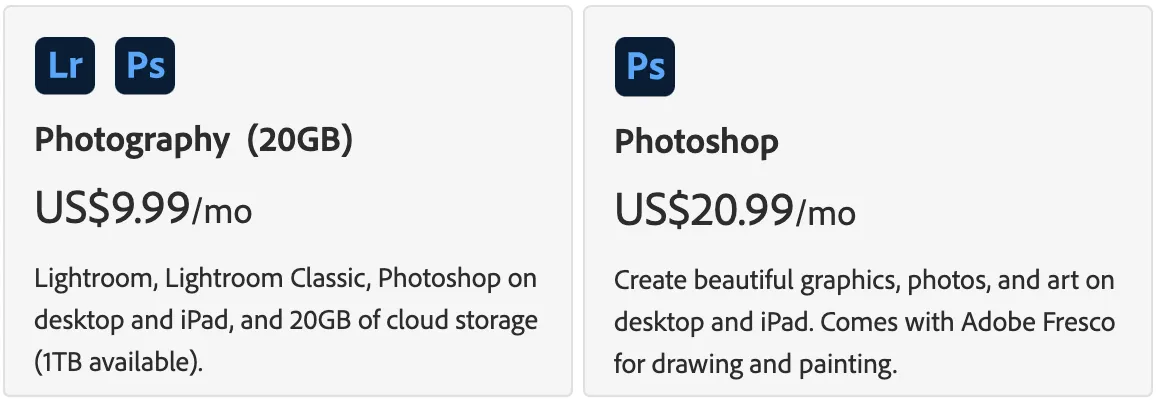 Lr Ps
Photography (20GB)
US$9.99/mo
Lightroom, Lightroom Classic, Photoshop on
desktop and iPad, and 20GB of cloud storage
(1TB available).
Ps
Photoshop
US$20.99/mo
Create beautiful graphics, photos, and art on
desktop and iPad. Comes with Adobe Fresco
for drawing and painting.